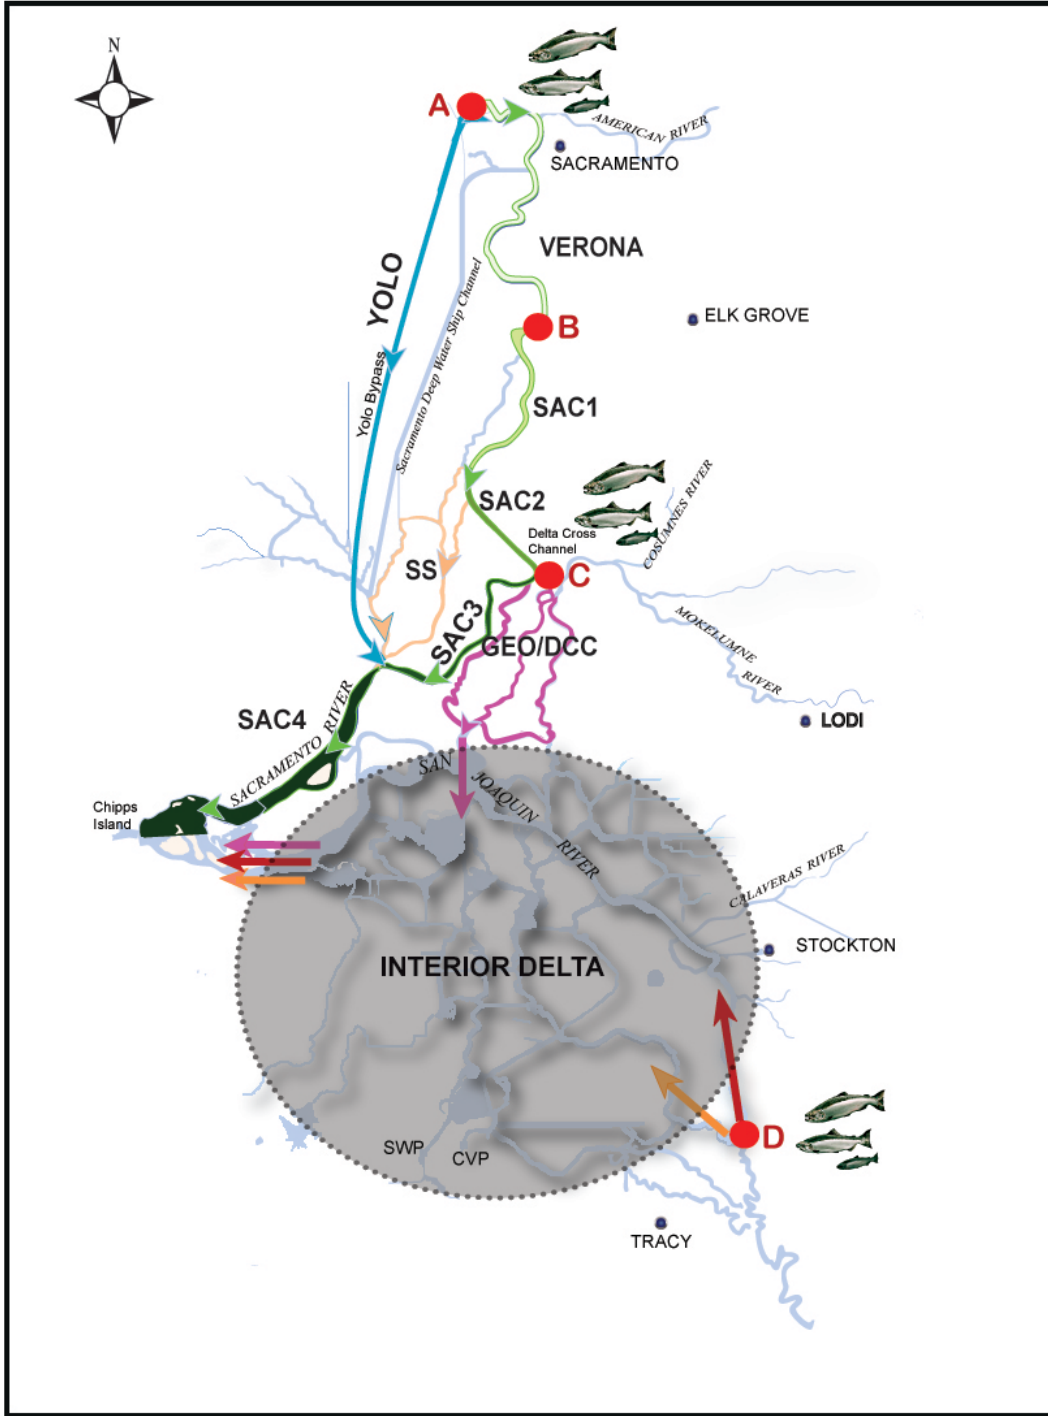 N
A
AMERICAN RIVER
SACRAMENTO
VERONA
YOLO
Sacramento Deep Water Ship Channel
B
ELK GROVE
Yolo Bypass
SAC1
SAC2
Delta Cross
Channel
COSUMNES RIVER
C
SS
SAC3
GEO/DCC
MOKELUMNE
RIVER
LODI
SAC4
SACRAMENTO RIVER
SAN
JOAQUIN
RIVER
Chipps
Island
CALAVERAS RIVER
STOCKTON
INTERIOR DELTA
D
SWP
CVP
TRACY